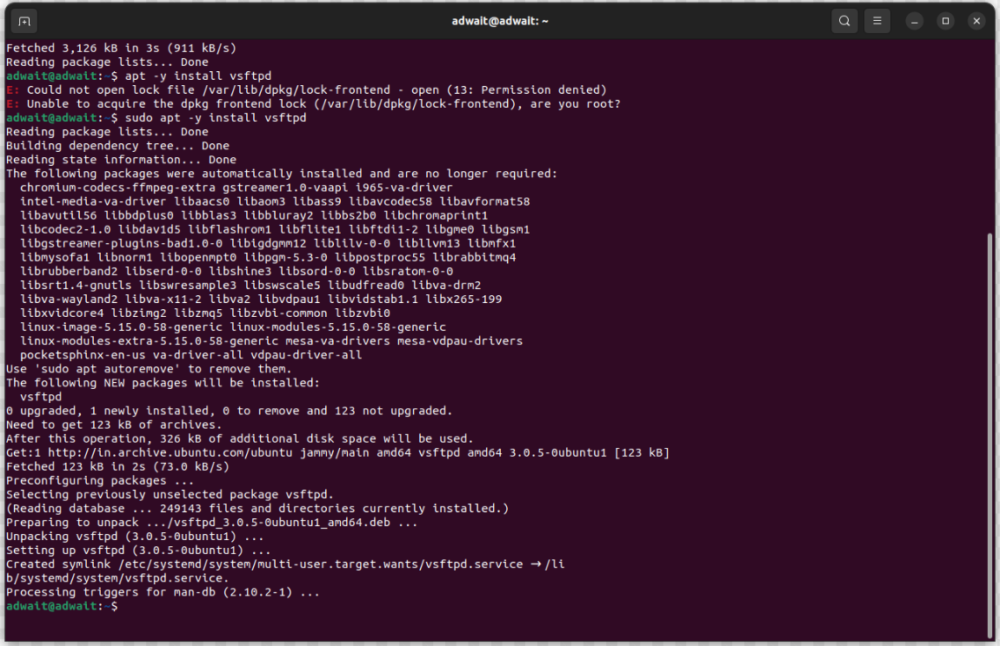 adwait@adwait: ~
Fetched 3,126 kB in 3s (911 kB/s)
Reading package lists... Done
adwait@adwait:~$ apt -y install vsftpd
E: Could not open lock file /var/lib/dpkg/lock-frontend - open (13: Permission denied)
E: Unable to acquire the dpkg frontend lock (/var/lib/dpkg/lock-frontend), are you root?
adwait@adwait:~$ sudo apt -y install vsftpd
Reading package lists... Done
Building dependency tree... Done
Reading state information... Done
The following packages were automatically installed and are no longer required:
  chromium-codecs-ffmpeg-extra gstreamer1.0-vaapi i965-va-driver
  intel-media-va-driver libaacs0 libaom3 libass9 libavcodec58 libavformat58
  libavutil56 libbdplus0 libblas3 libbluray2 libbs2b0 libchromaprint1
  libcodec2-1.0 libdav1d5 libflashrom1 libflite1 libftdi1-2 libgme0 libgsm1
  libgstreamer-plugins-bad1.0-0 libigdgmm12 liblilv-0-0 libllvm13 libmfx1
  libmysofa1 libnorm1 libopenmpt0 libpgm-5.3-0 libpostproc55 librabbitmq4
  librubberband2 libserd-0-0 libshine3 libsord-0-0 libsratom-0-0
  libsrt1.4-gnutls libswresample3 libswscale5 libudfread0 libva-drm2
  libva-wayland2 libva-x11-2 libva2 libvdpau1 libvidstab1.1 libx265-199
  libxvidcore4 libzimg2 libzmq5 libzvbi-common libzvbi0
  linux-image-5.15.0-58-generic linux-modules-5.15.0-58-generic
  linux-modules-extra-5.15.0-58-generic mesa-va-drivers mesa-vdpau-drivers
  pocketsphinx-en-us va-driver-all vdpau-driver-all
Use 'sudo apt autoremove' to remove them.
The following NEW packages will be installed:
  vsftpd
0 upgraded, 1 newly installed, 0 to remove and 123 not upgraded.
Need to get 123 kB of archives.
After this operation, 326 kB of additional disk space will be used.
Get:1 http://in.archive.ubuntu.com/ubuntu jammy/main amd64 vsftpd amd64 3.0.5-0ubuntu1 [123 kB]
Fetched 123 kB in 2s (73.0 kB/s)
Preconfiguring packages ...
Selecting previously unselected package vsftpd.
(Reading database ... 249143 files and directories currently installed.)
Preparing to unpack .../vsftpd_3.0.5-0ubuntu1_amd64.deb ...
Unpacking vsftpd (3.0.5-0ubuntu1) ...
Setting up vsftpd (3.0.5-0ubuntu1) ...
Created symlink /etc/systemd/system/multi-user.target.wants/vsftpd.service → /li
b/systemd/system/vsftpd.service.
Processing triggers for man-db (2.10.2-1) ...
adwait@adwait:~$